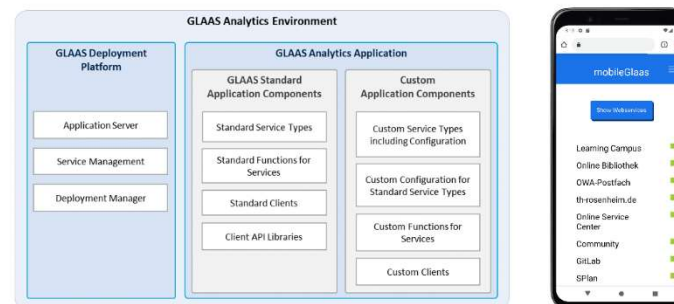 GLAAS Analytics Environment
GLAAS Deployment
Platform
Application Server
Service Management
Deployment Manager
GLAAS Analytics Application
GLAAS Standard
Application Components
Standard Service Types
Standard Functions for
Services
Standard Clients
Client API Libraries
Custom
Application Components
Custom Service Types
including Configuration
Custom Configuration for
Standard Service Types
Custom Functions for
Services
Custom Clients
mobileGlaas
Show Webservices
Learning Campus
Online Bibliothek
OWA-Postfach
th-rosenheim.de
Online Service
Center
Community
GitLab
SPlan